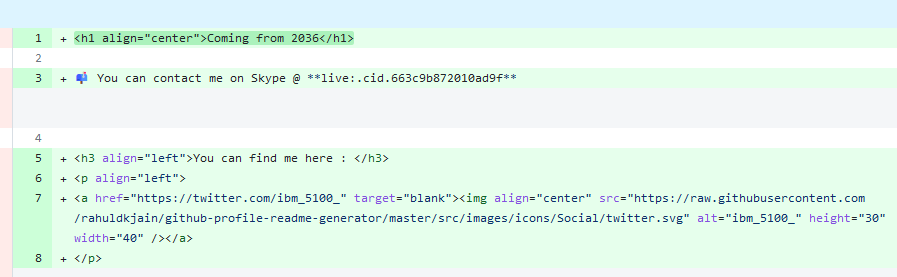 1 + <h1 align="center">Coming from 2036</h1>
2
3 + 📬 You can contact me on Skype @ **live:.cid.663c9b872010ad9f**
4
5 + <h3 align="left">You can find me here : </h3>
6 + <p align="left">
7 + <a href="https://twitter.com/ibm_5100_" target="blank"><img align="center" src="https://raw.githubusercontent.com
/rahuldkjain/github-profile-readme-generator/master/src/images/icons/Social/twitter.svg" alt="ibm_5100_" height="30"
width="40" /></a>
8 + </p>